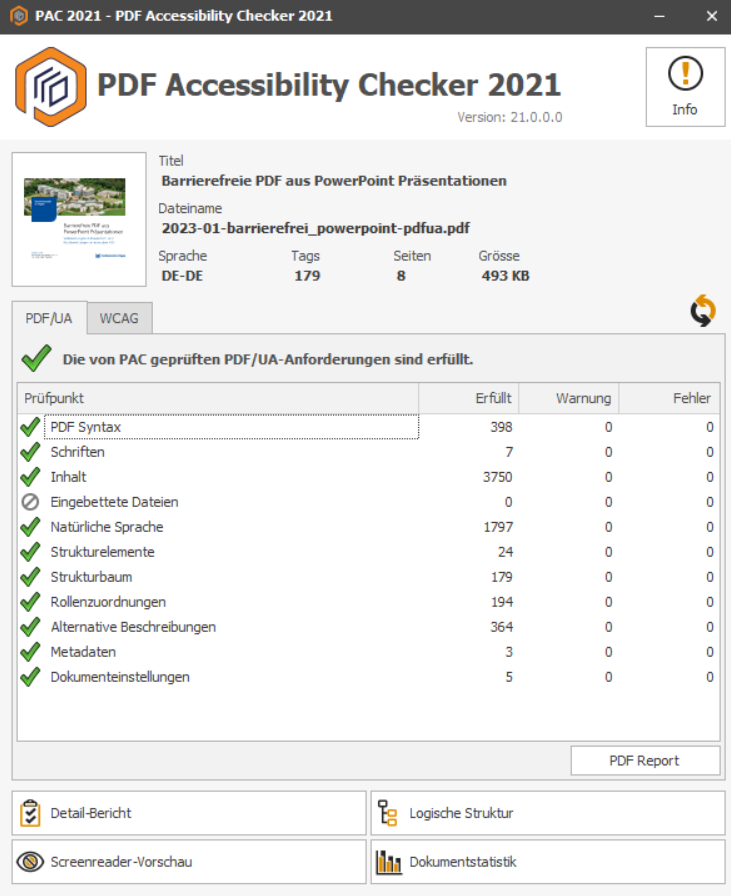 PAC 2021 - PDF Accessibility Checker 2021
PDF Accessibility Checker 2021
Version: 21.0.0.0
Info
Titel
Barrierefreie PDF aus PowerPoint Präsentationen
Dateiname
2023-01-barrierefrei_powerpoint-pdfua.pdf
Sprache Tags Seiten Grösse
DE-DE 179 8 493 KB
Barrierefreie PDF aus
PowerPoint Präsentationen
PDF/UA WCAG
Die von PAC geprüften PDF/UA-Anforderungen sind erfüllt.
Prüfpunkt Erfüllt Warnung Fehler
PDF Syntax 398 0 0
Schriften 7 0 0
Inhalt 3750 0 0
Eingebettete Dateien 0 0 0
Natürliche Sprache 1797 0 0
Strukturelemente 24 0 0
Strukturbaum 179 0 0
Rollenzuordnungen 194 0 0
Alternative Beschreibungen 364 0 0
Metadaten 3 0 0
Dokumenteinstellungen 5 0 0
PDF Report
Detail-Bericht Logische Struktur
Screenreader-Vorschau Dokumentstatistik